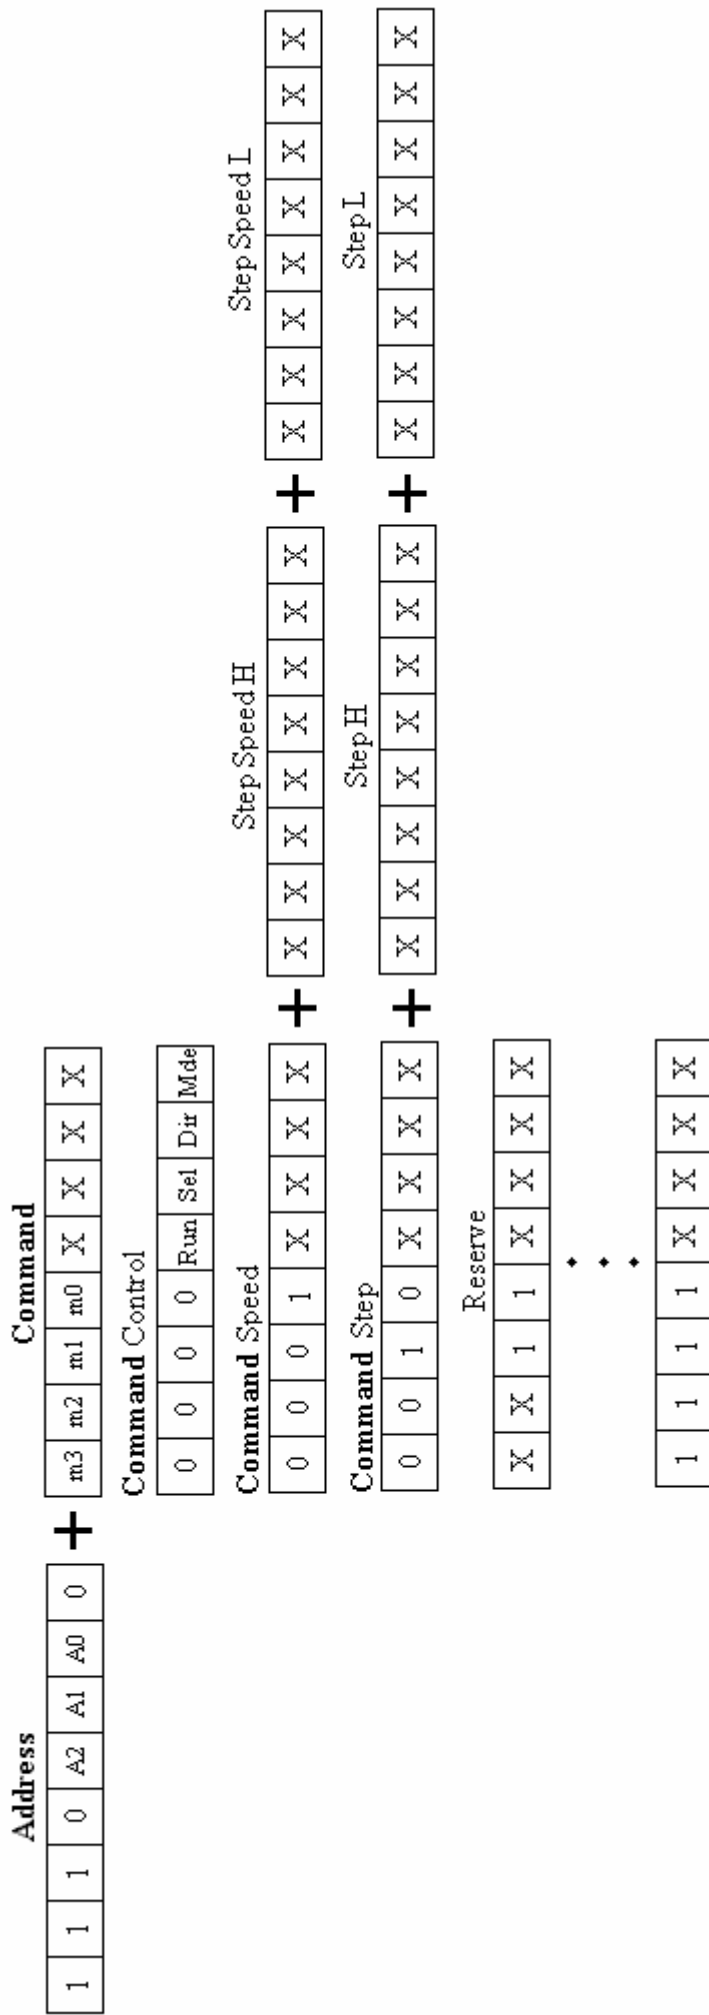 Address
1 1 1 0 A2 A1 A0 0
+
Command
m3 m2 m1 m0 X X X X
Command Control
0 0 0 0 Run Sel Dir Mde
Command Speed
0 0 0 1 X X X X
+
Step Speed H
X X X X X X X X
+
Step Speed L
X X X X X X X X
Command Step
0 0 1 0 X X X X
+
Step H
X X X X X X X X
+
Step L
X X X X X X X X
Reserve
X X 1 1 X X X X
1 1 1 1 X X X X